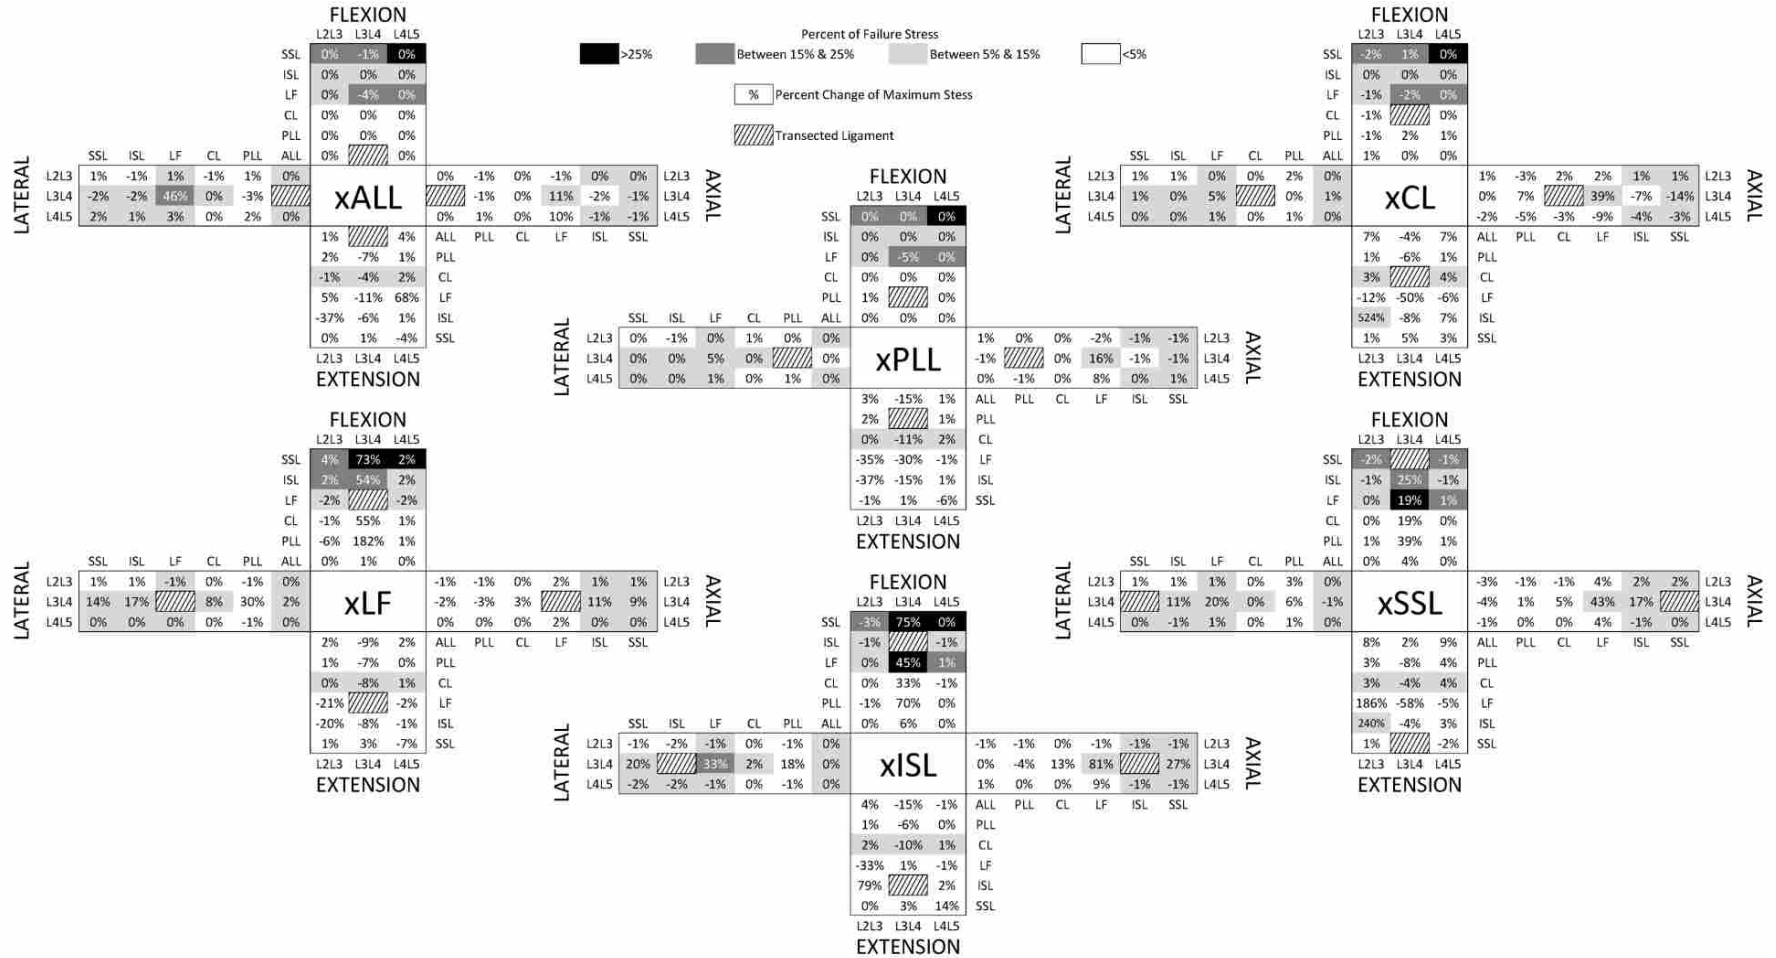 Percent of Failure Stress
>25% Between 15% & 25% Between 5% & 15% <5%
% Percent Change of Maximum Stess
Transected Ligament
FLEXION
L2L3 L3L4 L4L5
SSL 0% -1% 0%
ISL 0% 0% 0%
LF 0% -4% 0%
CL 0% 0% 0%
PLL 0% 0% 0%
ALL 0% 0%
LATERAL
SSL ISL LF CL PLL
L2L3 1% -1% 1% -1% 1% 0%
L3L4 -2% -2% 46% 0% -3%
L4L5 2% 1% 3% 0% 2% 0%
xALL
0% -1% 0% -1% 0% 0% L2L3
-1% 0% 11% -2% -1% L3L4
0% 1% 0% 10% -1% -1% L4L5
AXIAL
ALL PLL CL LF ISL SSL
1% 4%
2% -7% 1% PLL
-1% -4% 2% CL
5% -11% 68% LF
-37% -6% 1% ISL
0% 1% -4% SSL
L2L3 L3L4 L4L5
EXTENSION
FLEXION
L2L3 L3L4 L4L5
SSL -2% 1% 0%
ISL 0% 0% 0%
LF -1% -2% 0%
CL -1% 0%
PLL -1% 2% 1%
ALL 1% 0% 0%
LATERAL
SSL ISL LF CL PLL
L2L3 1% 1% 0% 0% 2% 0%
L3L4 1% 0% 5% 0% 1%
L4L5 0% 0% 1% 0% 1% 0%
xCL
1% -3% 2% 2% 1% 1% L2L3
0% 7% 39% -7% -14% L3L4
-2% -5% -3% -9% -4% -3% L4L5
AXIAL
ALL PLL CL LF ISL SSL
7% -4% 7%
1% -6% 1% PLL
3% 4% CL
-12% -50% -6% LF
524% -8% 7% ISL
1% 5% 3% SSL
L2L3 L3L4 L4L5
EXTENSION
FLEXION
L2L3 L3L4 L4L5
SSL 0% 0% 0%
ISL 0% 0% 0%
LF 0% -5% 0%
CL 0% 0% 0%
PLL 1% 0%
ALL 0% 0% 0%
LATERAL
SSL ISL LF CL PLL
L2L3 0% -1% 0% 1% 0% 0%
L3L4 0% 0% 5% 0% 0%
L4L5 0% 0% 1% 0% 1% 0%
xPLL
1% 0% 0% -2% -1% -1% L2L3
-1% 0% 16% -1% -1% L3L4
0% -1% 0% 8% 0% 1% L4L5
AXIAL
ALL PLL CL LF ISL SSL
3% -15% 1%
2% 1% PLL
0% -11% 2% CL
-35% -30% -1% LF
-37% -15% 1% ISL
-1% 1% -6% SSL
L2L3 L3L4 L4L5
EXTENSION
FLEXION
L2L3 L3L4 L4L5
SSL 4% 73% 2%
ISL 2% 54% 2%
LF -2% -2%
CL -1% 55% 1%
PLL -6% 182% 1%
ALL 0% 1% 0%
LATERAL
SSL ISL LF CL PLL
L2L3 1% 1% -1% 0% -1% 0%
L3L4 14% 17% 8% 30% 2%
L4L5 0% 0% 0% 0% -1% 0%
xLF
-1% -1% 0% 2% 1% 1% L2L3
-2% -3% 3% 11% 9% L3L4
0% 0% 0% 2% 0% 0% L4L5
AXIAL
ALL PLL CL LF ISL SSL
2% -9% 2%
1% -7% 0% PLL
0% -8% 1% CL
-21% -2% LF
-20% -8% -1% ISL
1% 3% -7% SSL
L2L3 L3L4 L4L5
EXTENSION
FLEXION
L2L3 L3L4 L4L5
SSL -2% -1%
ISL -1% 25% -1%
LF 0% 19% 1%
CL 0% 19% 0%
PLL 1% 39% 1%
ALL 0% 4% 0%
LATERAL
SSL ISL LF CL PLL
L2L3 1% 1% 1% 0% 3% 0%
L3L4 11% 20% 0% 6% -1%
L4L5 0% -1% 1% 0% 1% 0%
xSSL
-3% -1% -1% 4% 2% 2% L2L3
-4% 1% 5% 43% 17% L3L4
-1% 0% 0% 4% -1% 0% L4L5
AXIAL
ALL PLL CL LF ISL SSL
8% 2% 9%
3% -8% 4% PLL
3% -4% 4% CL
186% -58% -5% LF
240% -4% 3% ISL
1% -2% SSL
L2L3 L3L4 L4L5
EXTENSION
FLEXION
L2L3 L3L4 L4L5
SSL -3% 75% 0%
ISL -1% -1%
LF 0% 45% 1%
CL 0% 33% -1%
PLL -1% 70% 0%
ALL 0% 6% 0%
LATERAL
SSL ISL LF CL PLL
L2L3 -1% -2% -1% 0% -1% 0%
L3L4 20% 33% 2% 18% 0%
L4L5 -2% -2% -1% 0% -1% 0%
xISL
-1% -1% 0% -1% -1% -1% L2L3
0% -4% 13% 81% 27% L3L4
1% 0% 0% 9% -1% -1% L4L5
AXIAL
ALL PLL CL LF ISL SSL
4% -15% -1%
1% -6% 0% PLL
2% -10% 1% CL
-33% 1% -1% LF
79% 2% ISL
0% 3% 14% SSL
L2L3 L3L4 L4L5
EXTENSION